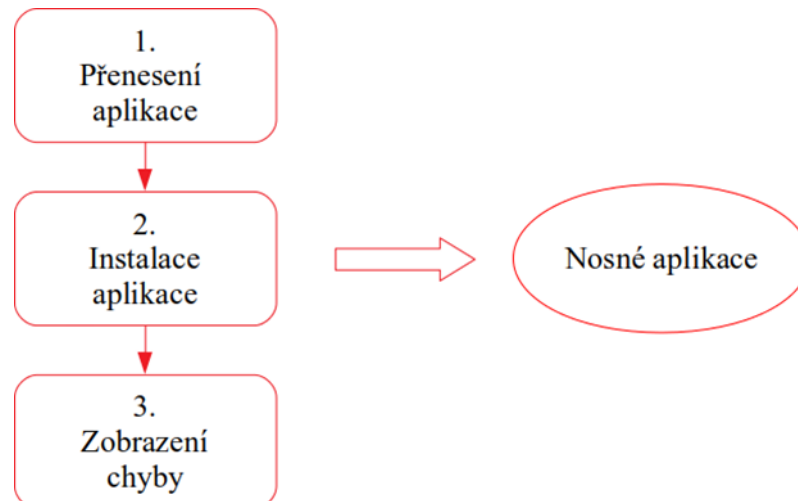 1.
Přenesení
aplikace
2.
Instalace
aplikace
Nosné aplikace
3.
Zobrazení
chyby